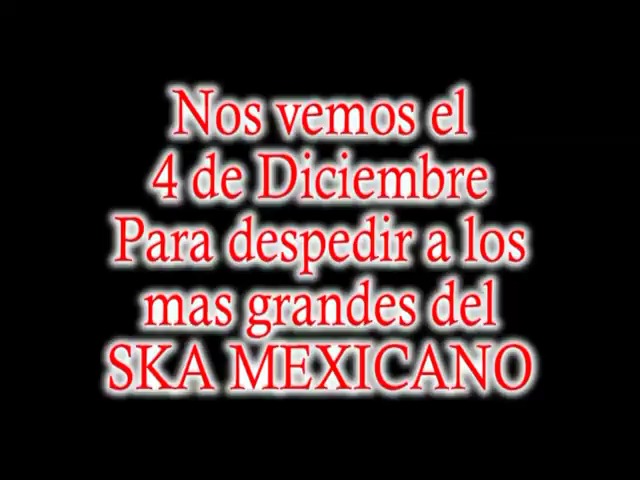 Nos vemos el
4 de Diciembre
Para despedir a los
mas grandes del
SKA MEXICANO